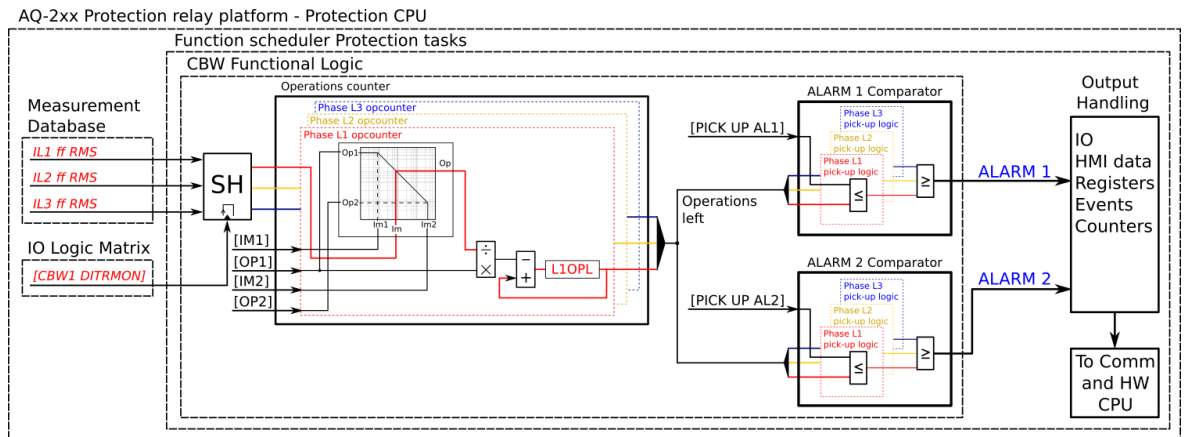 AQ-2xx Protection relay platform - Protection CPU
Function scheduler Protection tasks
CBW Functional Logic
Measurement
Database
IL1 ff RMS
IL2 ff RMS
IL3 ff RMS
IO Logic Matrix
[CBW1 DITRMON]
SH
Operations counter
Phase L3 opcounter
Phase L2 opcounter
Phase L1 opcounter
Op1
Op
Op2
Im1
Im
Im2
[IM1]
[OP1]
[IM2]
[OP2]
÷
×
−
+
L1OPL
Operations
left
ALARM 1 Comparator
[PICK UP AL1]
Phase L3
pick-up logic
Phase L2
pick-up logic
Phase L1
pick-up logic
≤
≥
ALARM 1
ALARM 2 Comparator
[PICK UP AL2]
Phase L3
pick-up logic
Phase L2
pick-up logic
Phase L1
pick-up logic
≤
≥
ALARM 2
Output
Handling
IO
HMI data
Registers
Events
Counters
To Comm
and HW
CPU